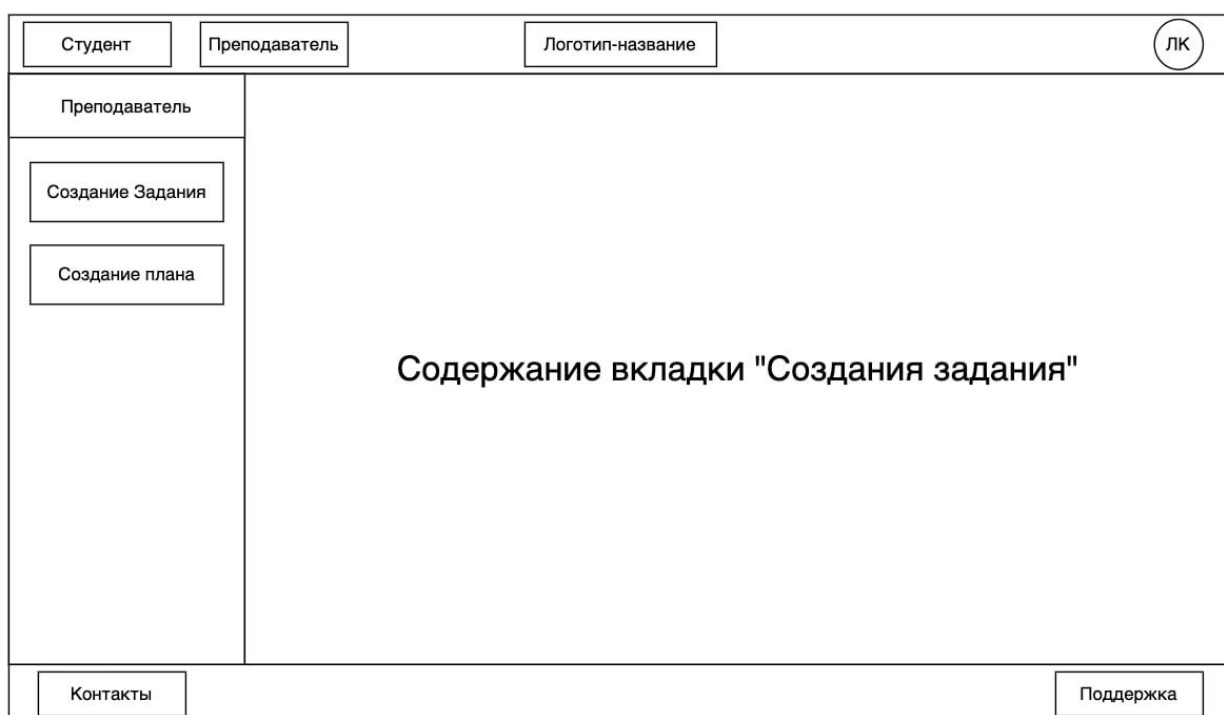 Студент
Преподаватель
Логотип-название
ЛК
Преподаватель
Создание Задания
Создание плана
Содержание вкладки "Создания задания"
Контакты
Поддержка